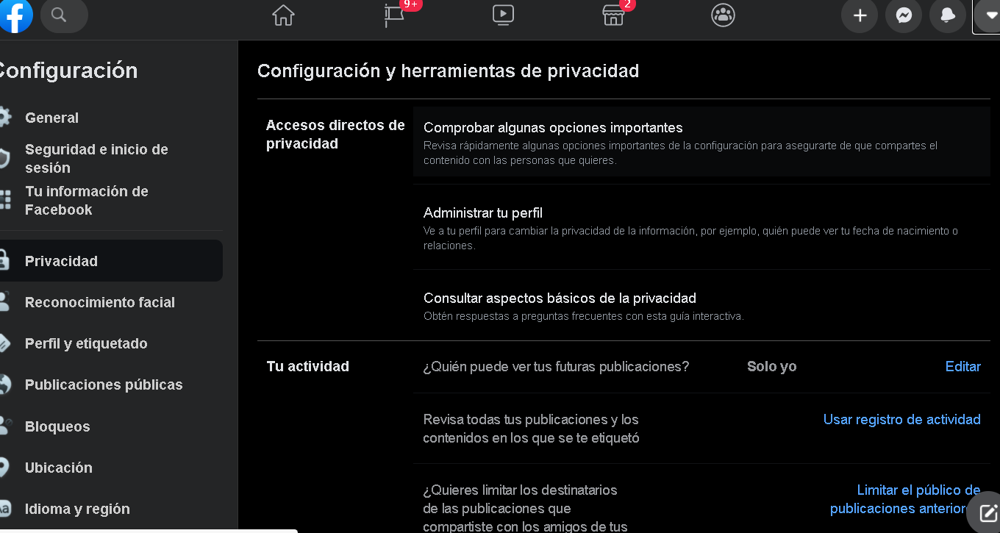 9+
2
Configuración
General
Seguridad e inicio de
sesión
Tu información de
Facebook
Privacidad
Reconocimiento facial
Perfil y etiquetado
Publicaciones públicas
Bloqueos
Ubicación
Idioma y región
Configuración y herramientas de privacidad
Accesos directos de
privacidad
Comprobar algunas opciones importantes
Revisa rápidamente algunas opciones importantes de la configuración para asegurarte de que compartes el
contenido con las personas que quieres.
Administrar tu perfil
Ve a tu perfil para cambiar la privacidad de la información, por ejemplo, quién puede ver tu fecha de nacimiento o
relaciones.
Consultar aspectos básicos de la privacidad
Obtén respuestas a preguntas frecuentes con esta guía interactiva.
Tu actividad
¿Quién puede ver tus futuras publicaciones?
Solo yo
Editar
Revisa todas tus publicaciones y los
contenidos en los que se te etiquetó
Usar registro de actividad
¿Quieres limitar los destinatarios
de las publicaciones que
compartiste con los amigos de tus
Limitar el público de
publicaciones anterior